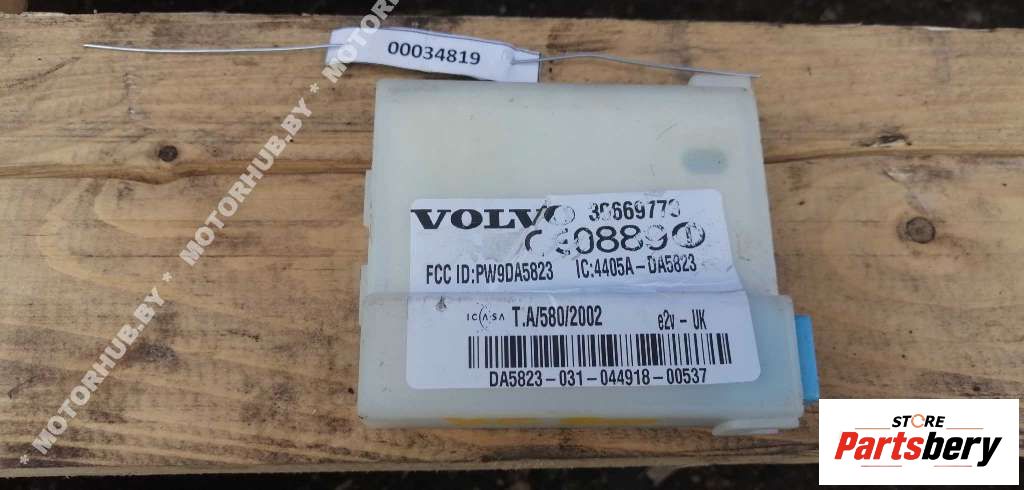 00034819
* MOTORHUB.BY * MOTORHUB.BY *
VOLVO 30669773
CE0889
FCC ID:PW9DA5823 IC:4405A-DA5823
ICASA T.A/580/2002 e2v - UK
DA5823-031-044918-00537
STORE
Partsbery